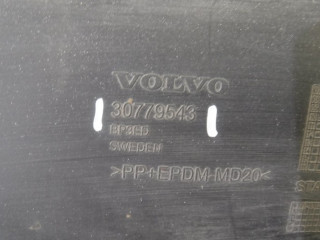 VOLVO
30779543
SWEDEN
>PP+EPDM-MD20<